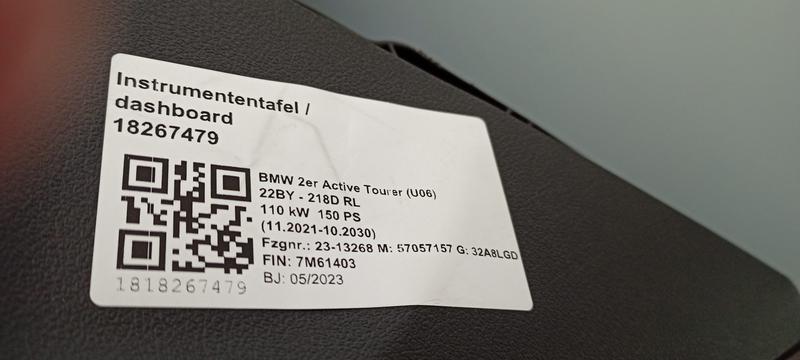 Instrumententafel /
dashboard
18267479
BMW 2er Active Tourer (U06)
22BY - 218D RL
110 kW 150 PS
(11.2021-10.2030)
Fzgnr.: 23-13268 M: 57057157 G: 32A8LGD
FIN: 7M61403
BJ: 05/2023
1818267479